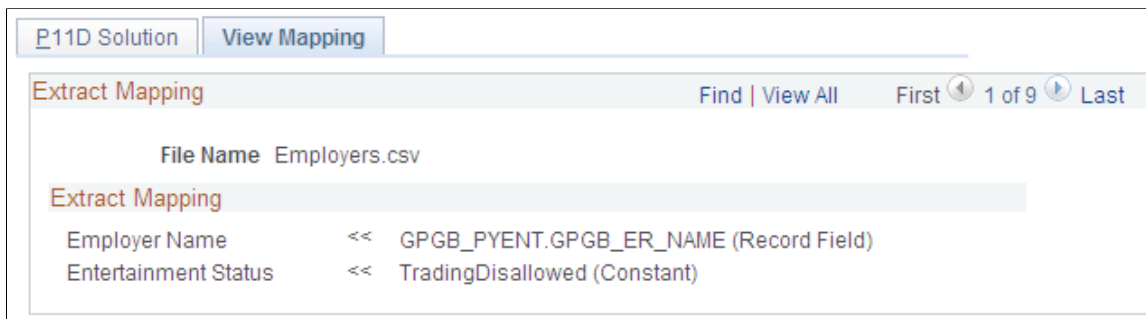 P11D Solution View Mapping
Extract Mapping Find | View All First 1 of 9 Last
File Name Employers.csv
Extract Mapping
Employer Name << GPGB_PYENT.GPGB_ER_NAME (Record Field)
Entertainment Status << TradingDisallowed (Constant)